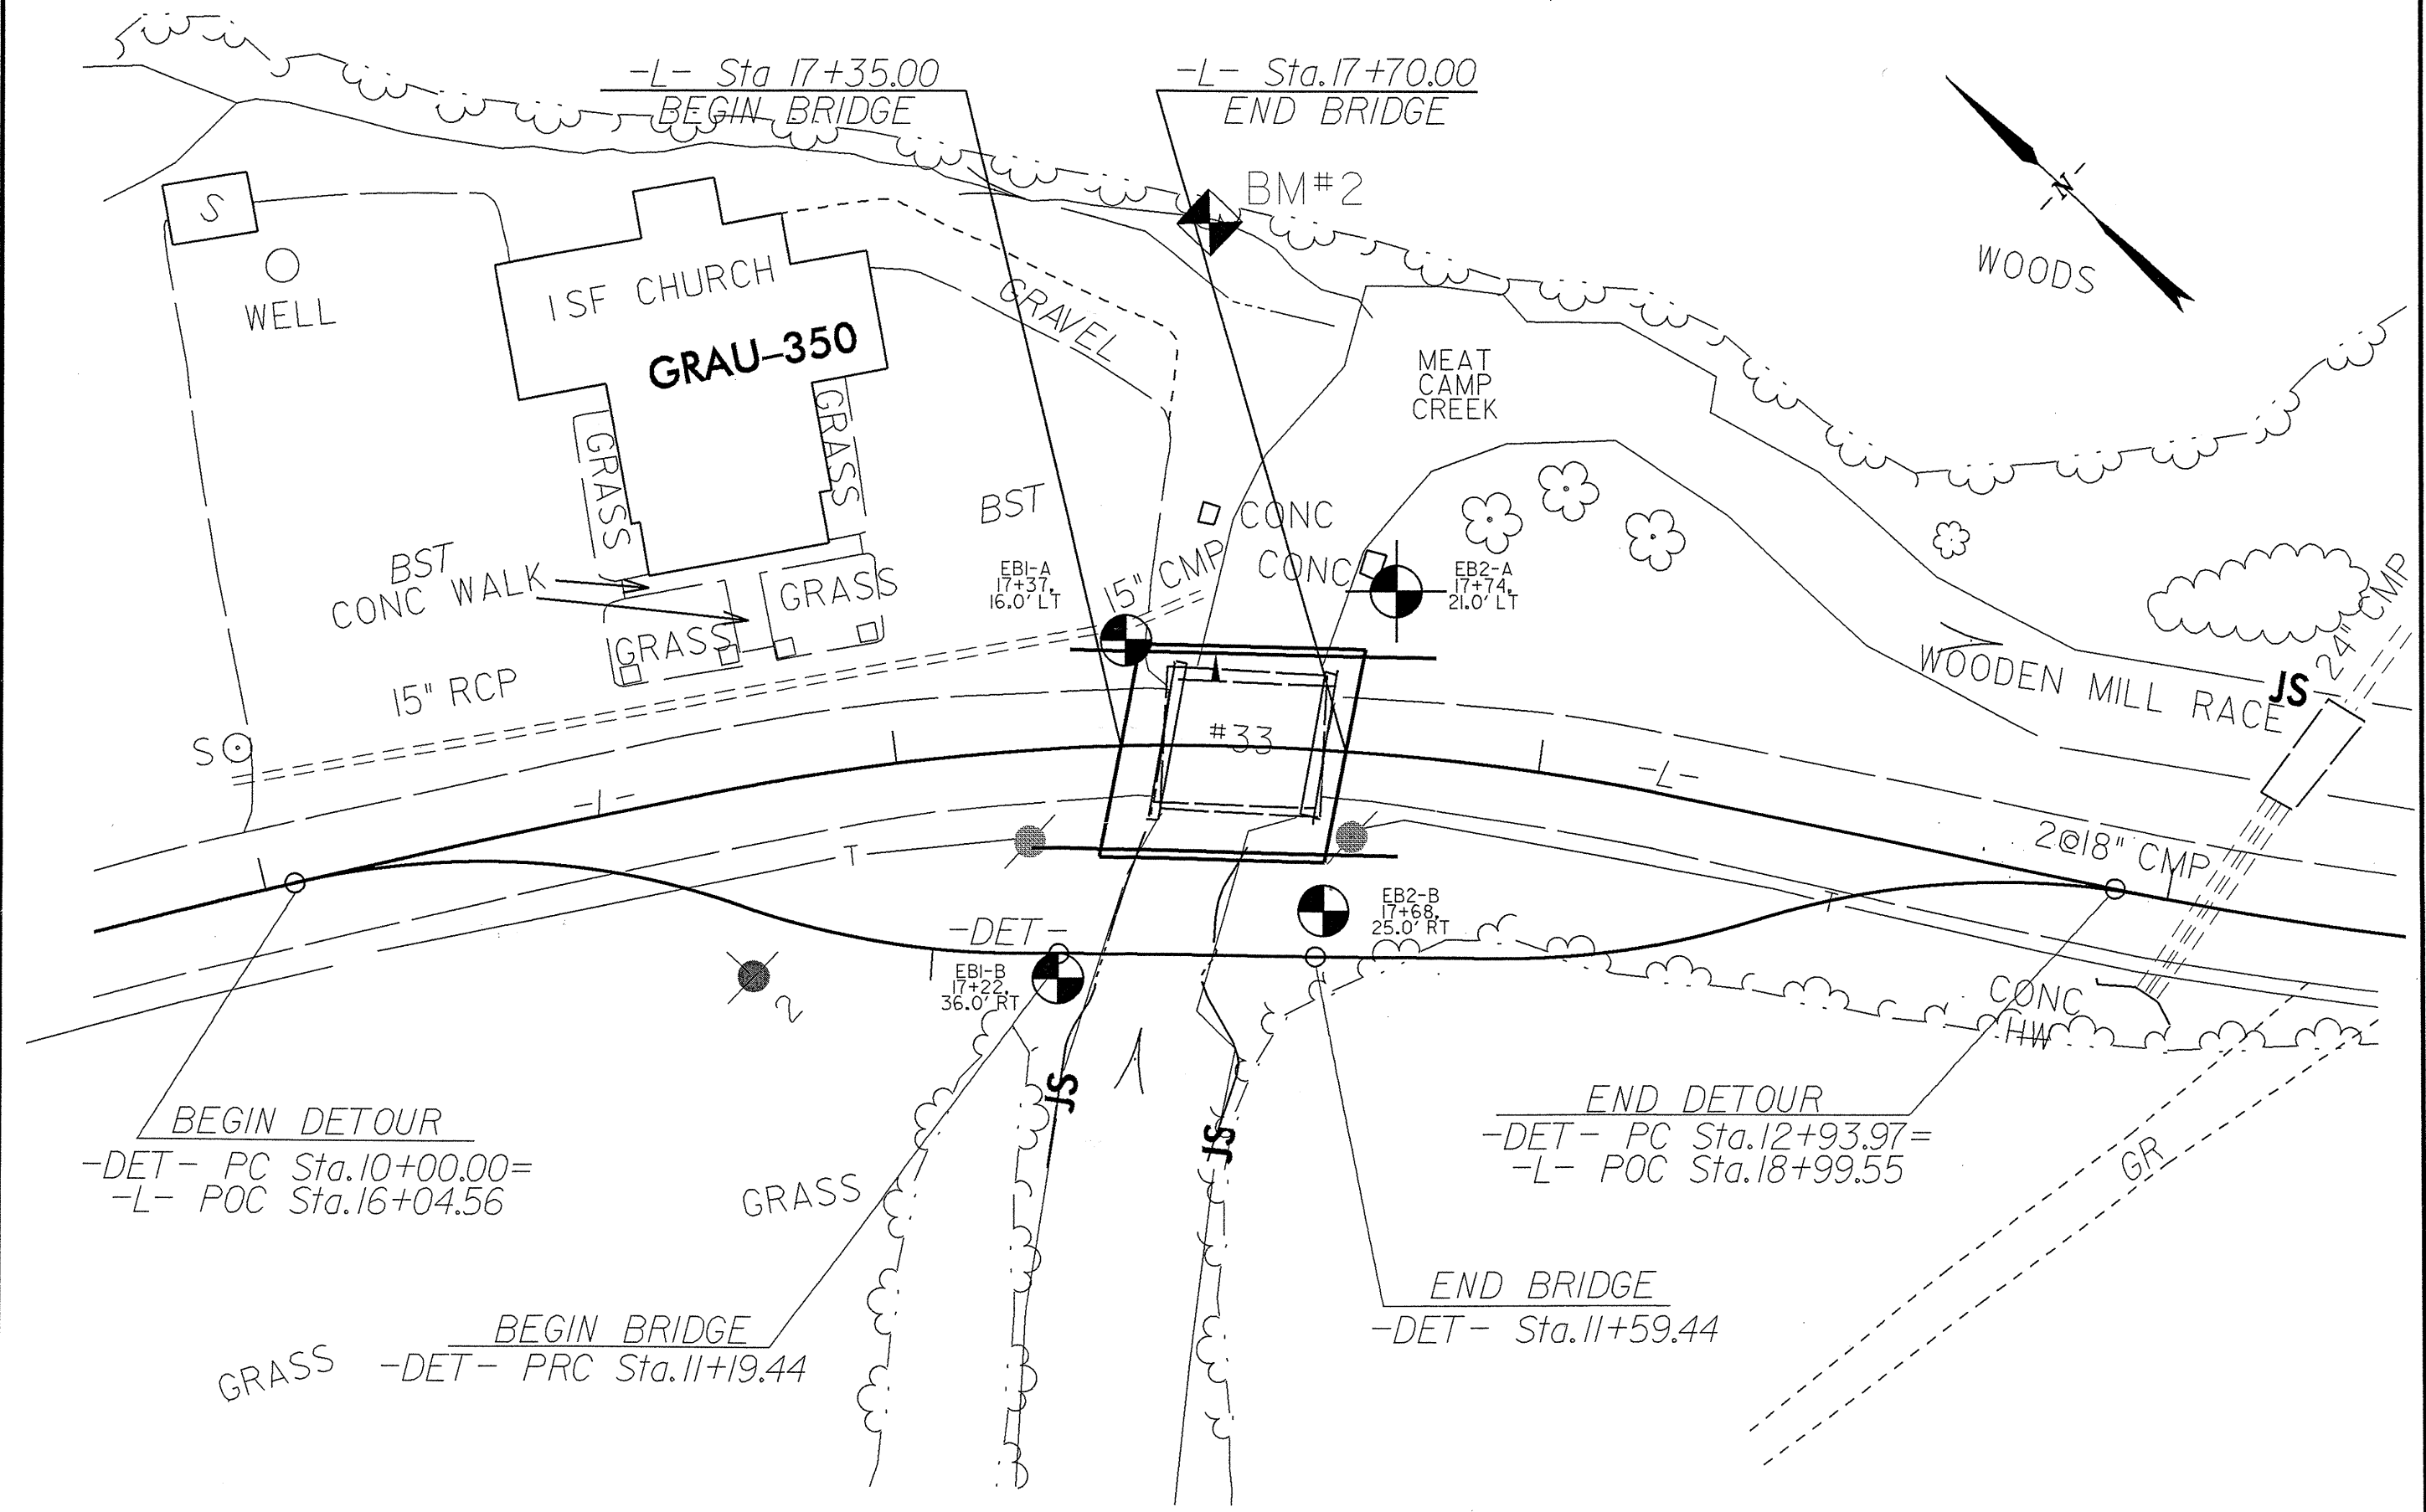 -L- Sta 17+35.00
BEGIN BRIDGE
-L- Sta.17+70.00
END BRIDGE
BM#2
-N-
WOODS
S
WELL
ISF CHURCH
GRAU-350
GRAVEL
MEAT
CAMP
CREEK
GRASS
GRASS
BST
CONC
CONC
BST
CONC WALK
GRASS
GRASS
EB1-A
17+37,
16.0' LT
15" CMP
EB2-A
17+74,
21.0' LT
24" CMP
15" RCP
WOODEN MILL RACE
JS
S
#33
-L-
-L-
T
2@18" CMP
T
-DET-
EB2-B
17+68,
25.0' RT
EB1-B
17+22,
36.0' RT
2
CONC
HW
JS
JS
BEGIN DETOUR
-DET- PC Sta.10+00.00=
-L- POC Sta.16+04.56
END DETOUR
-DET- PC Sta.12+93.97=
-L- POC Sta.18+99.55
GR
GRASS
END BRIDGE
-DET- Sta.11+59.44
BEGIN BRIDGE
-DET- PRC Sta.11+19.44
GRASS